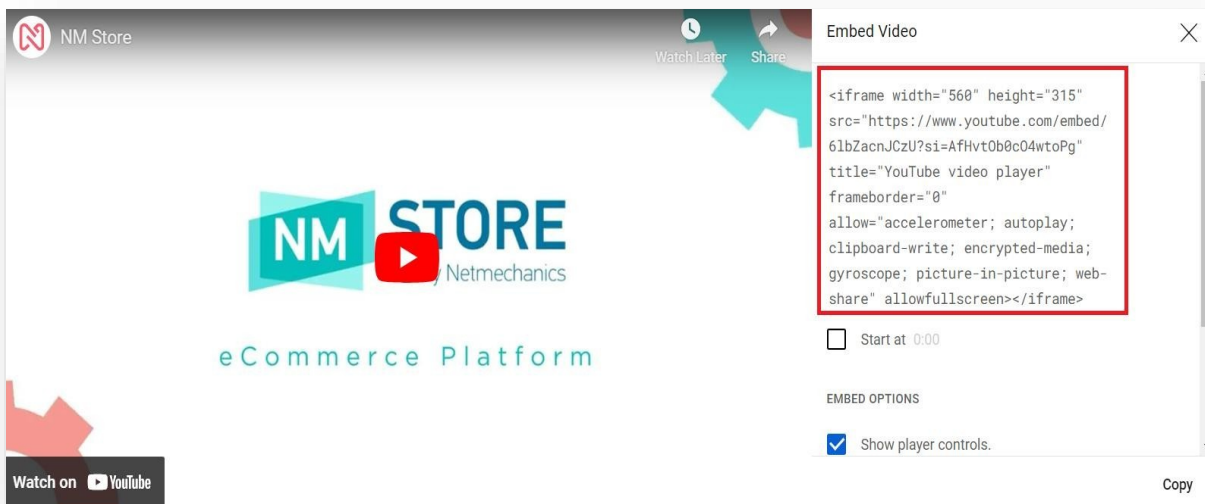 NM Store
Watch Later
Share
NM STORE
y Netmechanics
eCommerce Platform
Watch on YouTube
Embed Video
<iframe width="560" height="315"
src="https://www.youtube.com/embed/
6lbZacnJCzU?si=AfHvtOb0cO4wtoPg"
title="YouTube video player"
frameborder="0"
allow="accelerometer; autoplay;
clipboard-write; encrypted-media;
gyroscope; picture-in-picture; web-
share" allowfullscreen></iframe>
Start at 0:00
EMBED OPTIONS
Show player controls.
Copy